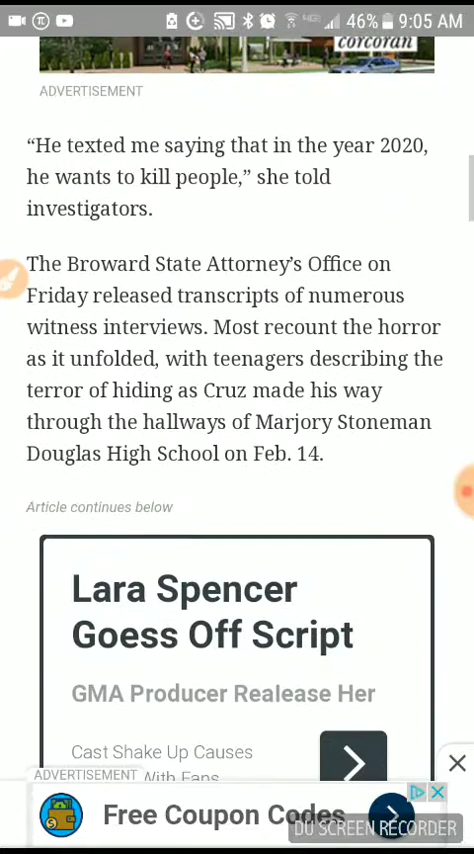 46% 9:05 AM
corcoran
ADVERTISEMENT
“He texted me saying that in the year 2020,
he wants to kill people,” she told
investigators.
The Broward State Attorney’s Office on
Friday released transcripts of numerous
witness interviews. Most recount the horror
as it unfolded, with teenagers describing the
terror of hiding as Cruz made his way
through the hallways of Marjory Stoneman
Douglas High School on Feb. 14.
Article continues below
Lara Spencer
Goess Off Script
GMA Producer Realease Her
Cast Shake Up Causes
With Fans
ADVERTISEMENT
Free Coupon Codes
DU SCREEN RECORDER